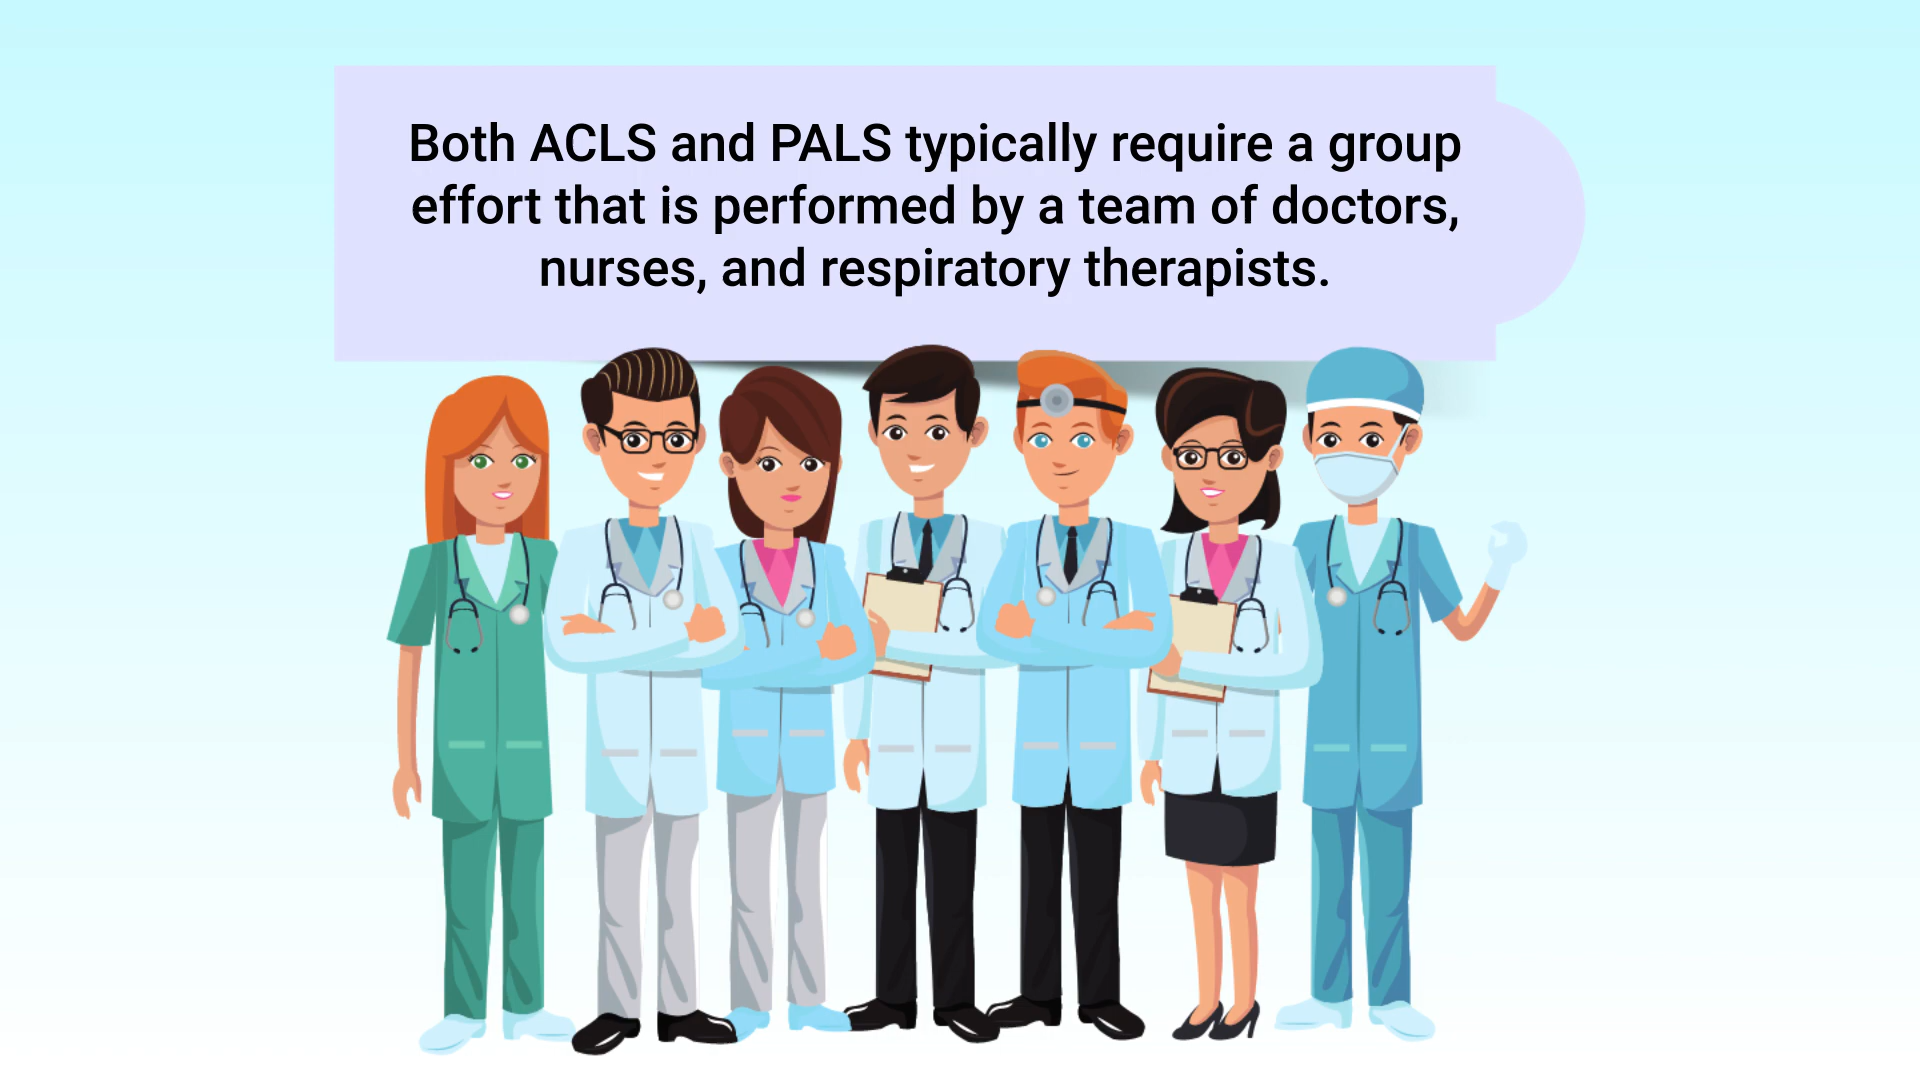 Both ACLS and PALS typically require a group
effort that is performed by a team of doctors,
nurses, and respiratory therapists.